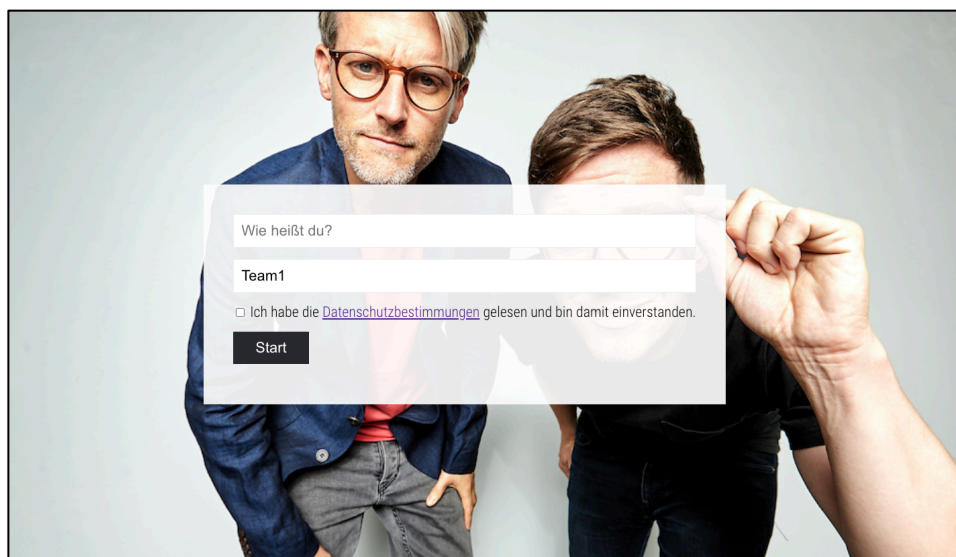 Wie heißt du?
Team1
Ich habe die Datenschutzbestimmungen gelesen und bin damit einverstanden.
Start